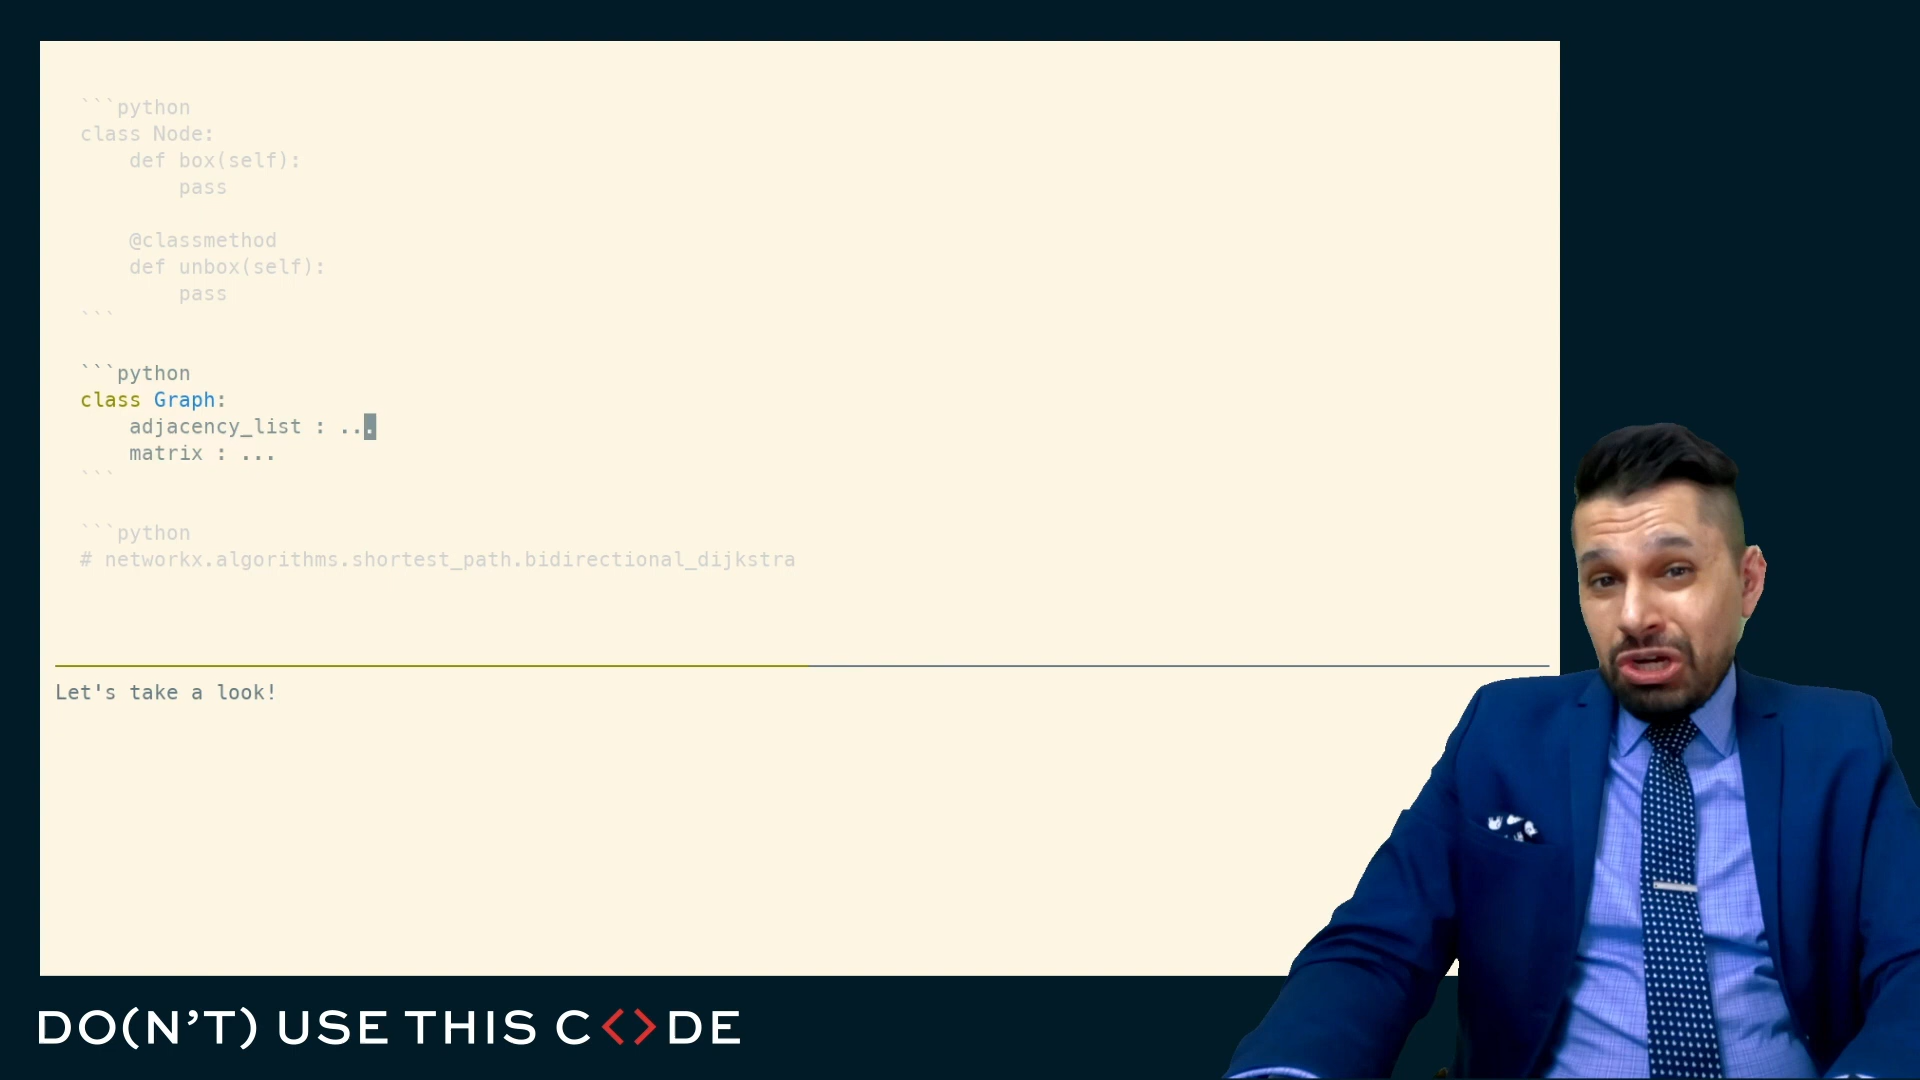 ```python
class Node:
    def box(self):
        pass
    @classmethod
    def unbox(self):
        pass
```
```python
class Graph:
    adjacency_list : ...
    matrix : ...
```
```python
# networkx.algorithms.shortest_path.bidirectional_dijkstra
Let's take a look!
DO(N’T) USE THIS C<>DE